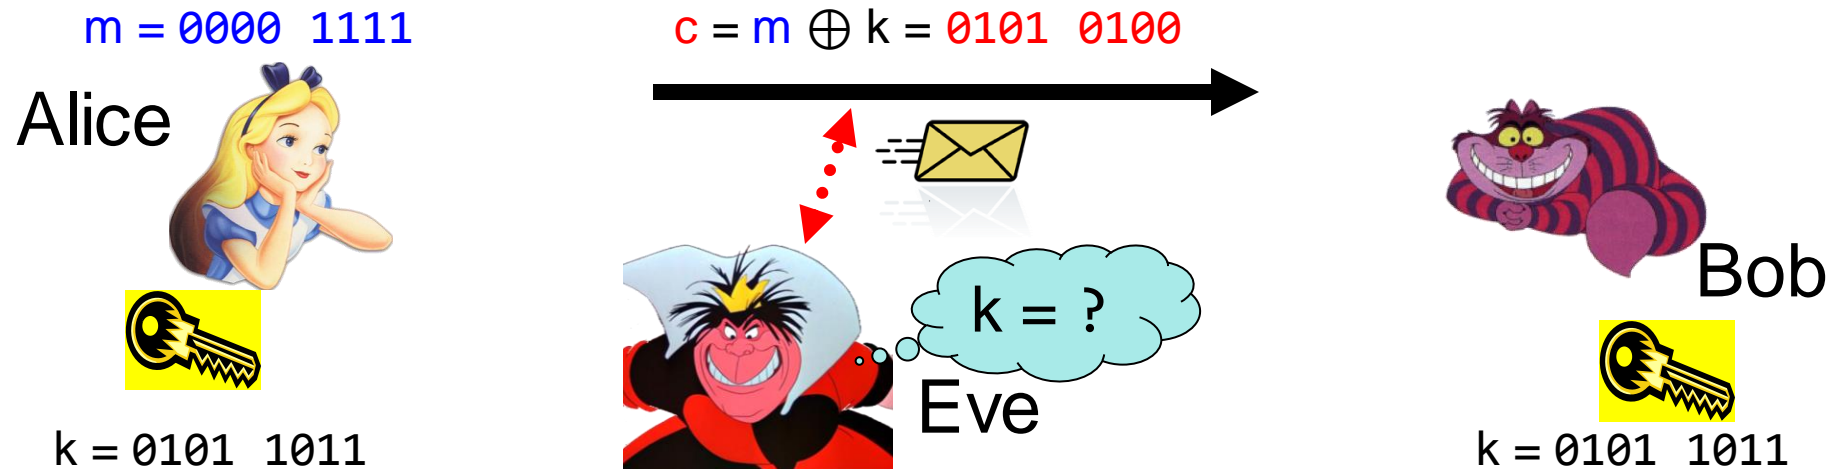 m = 0000 1111
c = m ⊕ k = 0101 0100
Alice
Bob
k = ?
Eve
k = 0101 1011
k = 0101 1011